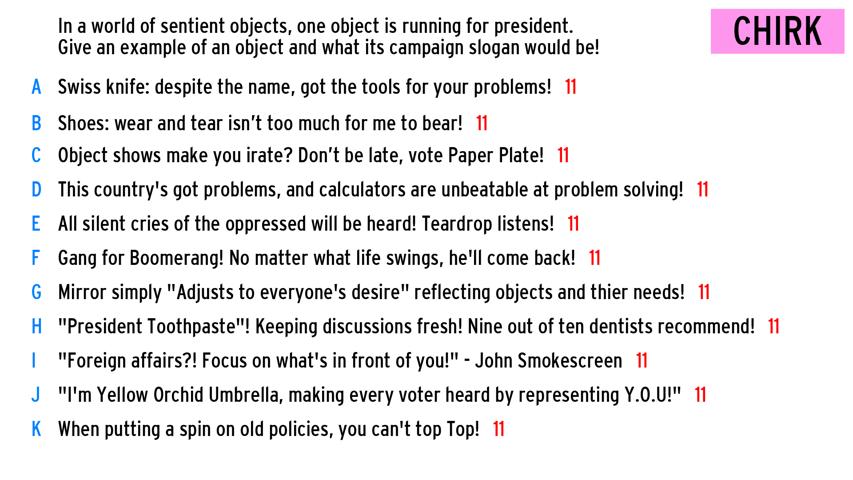 In a world of sentient objects, one object is running for president.
Give an example of an object and what its campaign slogan would be!
CHIRK
A Swiss knife: despite the name, got the tools for your problems! 11
B Shoes: wear and tear isn’t too much for me to bear! 11
C Object shows make you irate? Don’t be late, vote Paper Plate! 11
D This country's got problems, and calculators are unbeatable at problem solving! 11
E All silent cries of the oppressed will be heard! Teardrop listens! 11
F Gang for Boomerang! No matter what life swings, he'll come back! 11
G Mirror simply "Adjusts to everyone's desire" reflecting objects and thier needs! 11
H "President Toothpaste"! Keeping discussions fresh! Nine out of ten dentists recommend! 11
I "Foreign affairs?! Focus on what's in front of you!" - John Smokescreen 11
J "I'm Yellow Orchid Umbrella, making every voter heard by representing Y.O.U!" 11
K When putting a spin on old policies, you can't top Top! 11